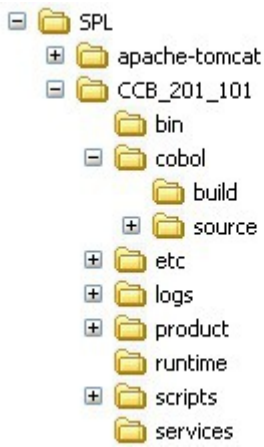 SPL
apache-tomcat
CCB_201_101
bin
cobol
build
source
etc
logs
product
runtime
scripts
services